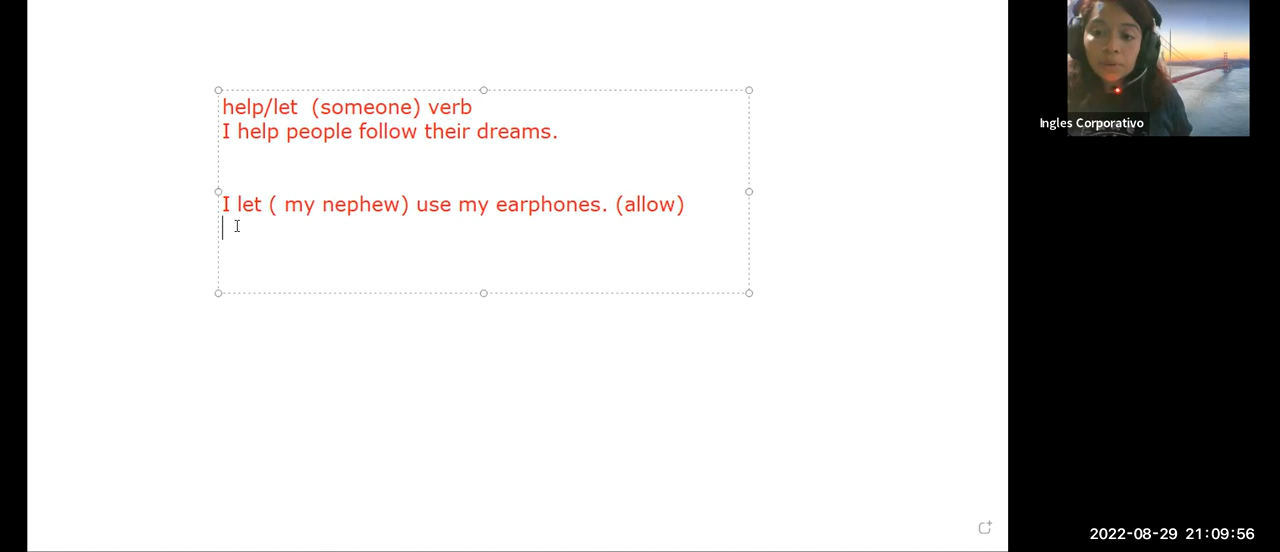 help/let (someone) verb
I help people follow their dreams.
I let ( my nephew) use my earphones. (allow)
Ingles Corporativo
2022-08-29 21:09:56